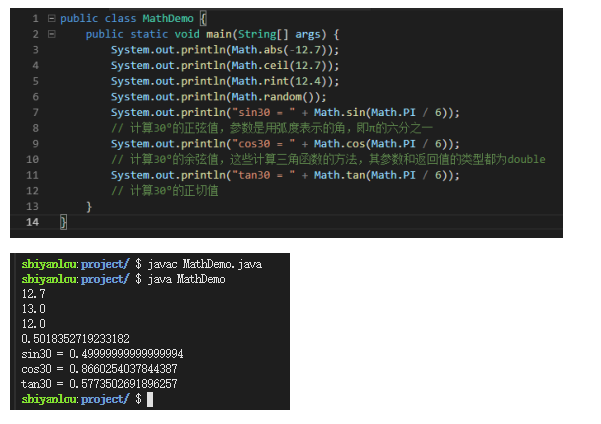 1 public class MathDemo {
2 public static void main(String[] args) {
3 System.out.println(Math.abs(-12.7));
4 System.out.println(Math.ceil(12.7));
5 System.out.println(Math.rint(12.4));
6 System.out.println(Math.random());
7 System.out.println("sin30 = " + Math.sin(Math.PI / 6));
8 // 计算30°的正弦值，参数是用弧度表示的角，即π的六分之一
9 System.out.println("cos30 = " + Math.cos(Math.PI / 6));
10 // 计算30°的余弦值，这些计算三角函数的方法，其参数和返回值的类型都为double
11 System.out.println("tan30 = " + Math.tan(Math.PI / 6));
12 // 计算30°的正切值
13 }
14 }
shiyanlou:project/ $ javac MathDemo.java
shiyanlou:project/ $ java MathDemo
12.7
13.0
12.0
0.5018352719233182
sin30 = 0.49999999999999994
cos30 = 0.8660254037844387
tan30 = 0.5773502691896257
shiyanlou:project/ $